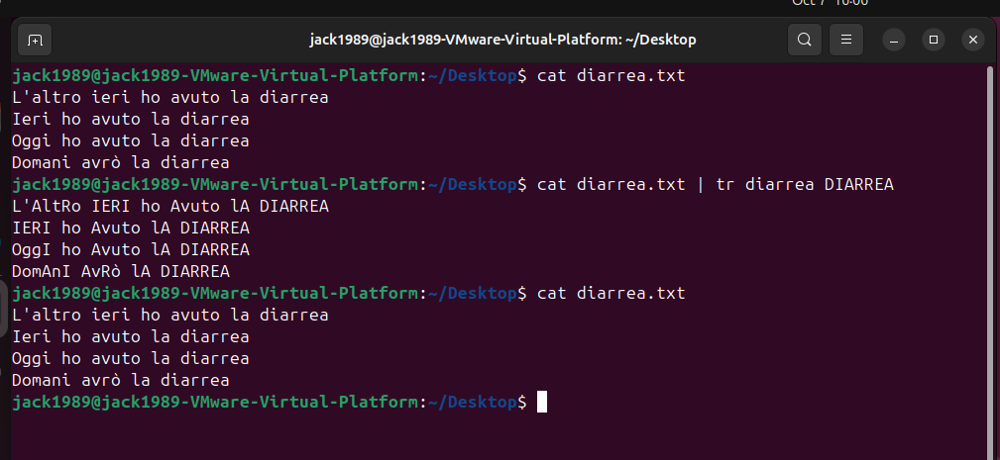 Oct 7 16:06
jack1989@jack1989-VMware-Virtual-Platform: ~/Desktop
jack1989@jack1989-VMware-Virtual-Platform:~/Desktop$ cat diarrea.txt
L'altro ieri ho avuto la diarrea
Ieri ho avuto la diarrea
Oggi ho avuto la diarrea
Domani avrò la diarrea
jack1989@jack1989-VMware-Virtual-Platform:~/Desktop$ cat diarrea.txt | tr diarrea DIARREA
L'AltRo IERI ho Avuto lA DIARREA
IERI ho Avuto lA DIARREA
OggI ho Avuto lA DIARREA
DomAnI AvRò lA DIARREA
jack1989@jack1989-VMware-Virtual-Platform:~/Desktop$ cat diarrea.txt
L'altro ieri ho avuto la diarrea
Ieri ho avuto la diarrea
Oggi ho avuto la diarrea
Domani avrò la diarrea
jack1989@jack1989-VMware-Virtual-Platform:~/Desktop$